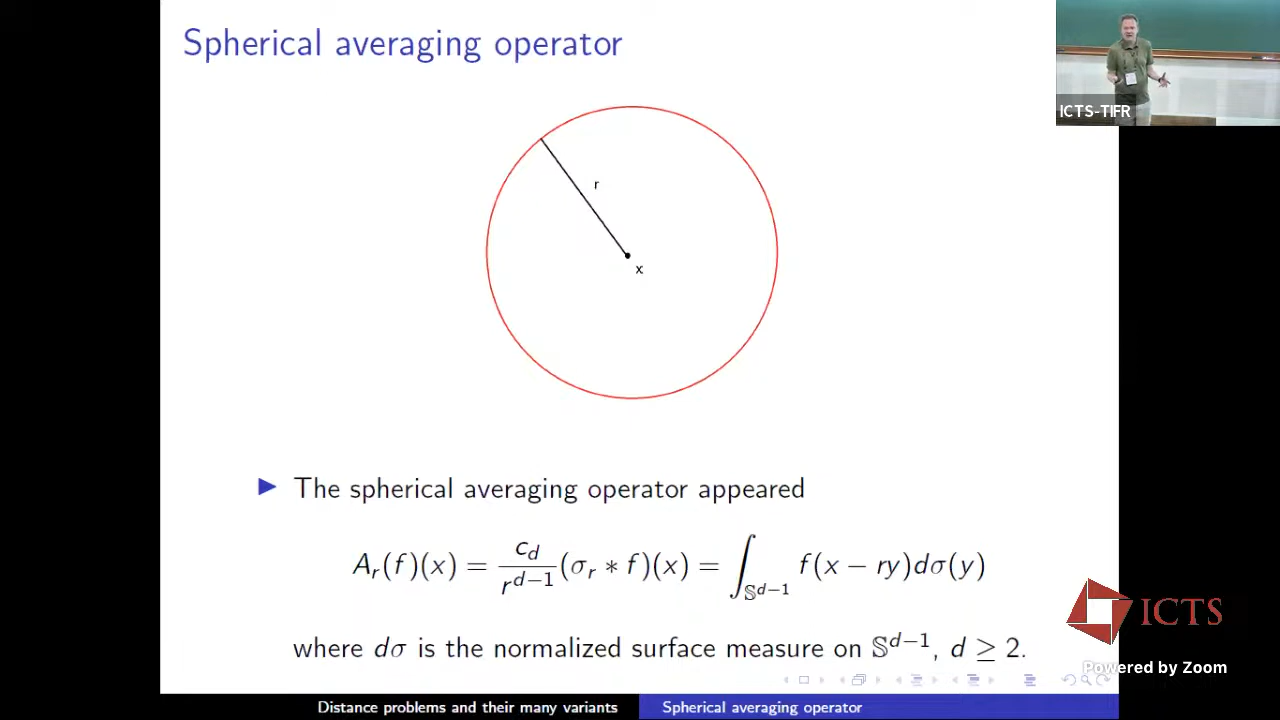 Spherical averaging operator
ICTS-TIFR
r
x
The spherical averaging operator appeared
A_r(f)(x) = \frac{c_d}{r^{d-1}}(σ_r * f)(x) = \int_{𝕊^{d-1}} f(x − ry)dσ(y)
where dσ is the normalized surface measure on 𝕊^{d−1}, d ≥ 2.
ICTS
Powered by Zoom
Distance problems and their many variants Spherical averaging operator